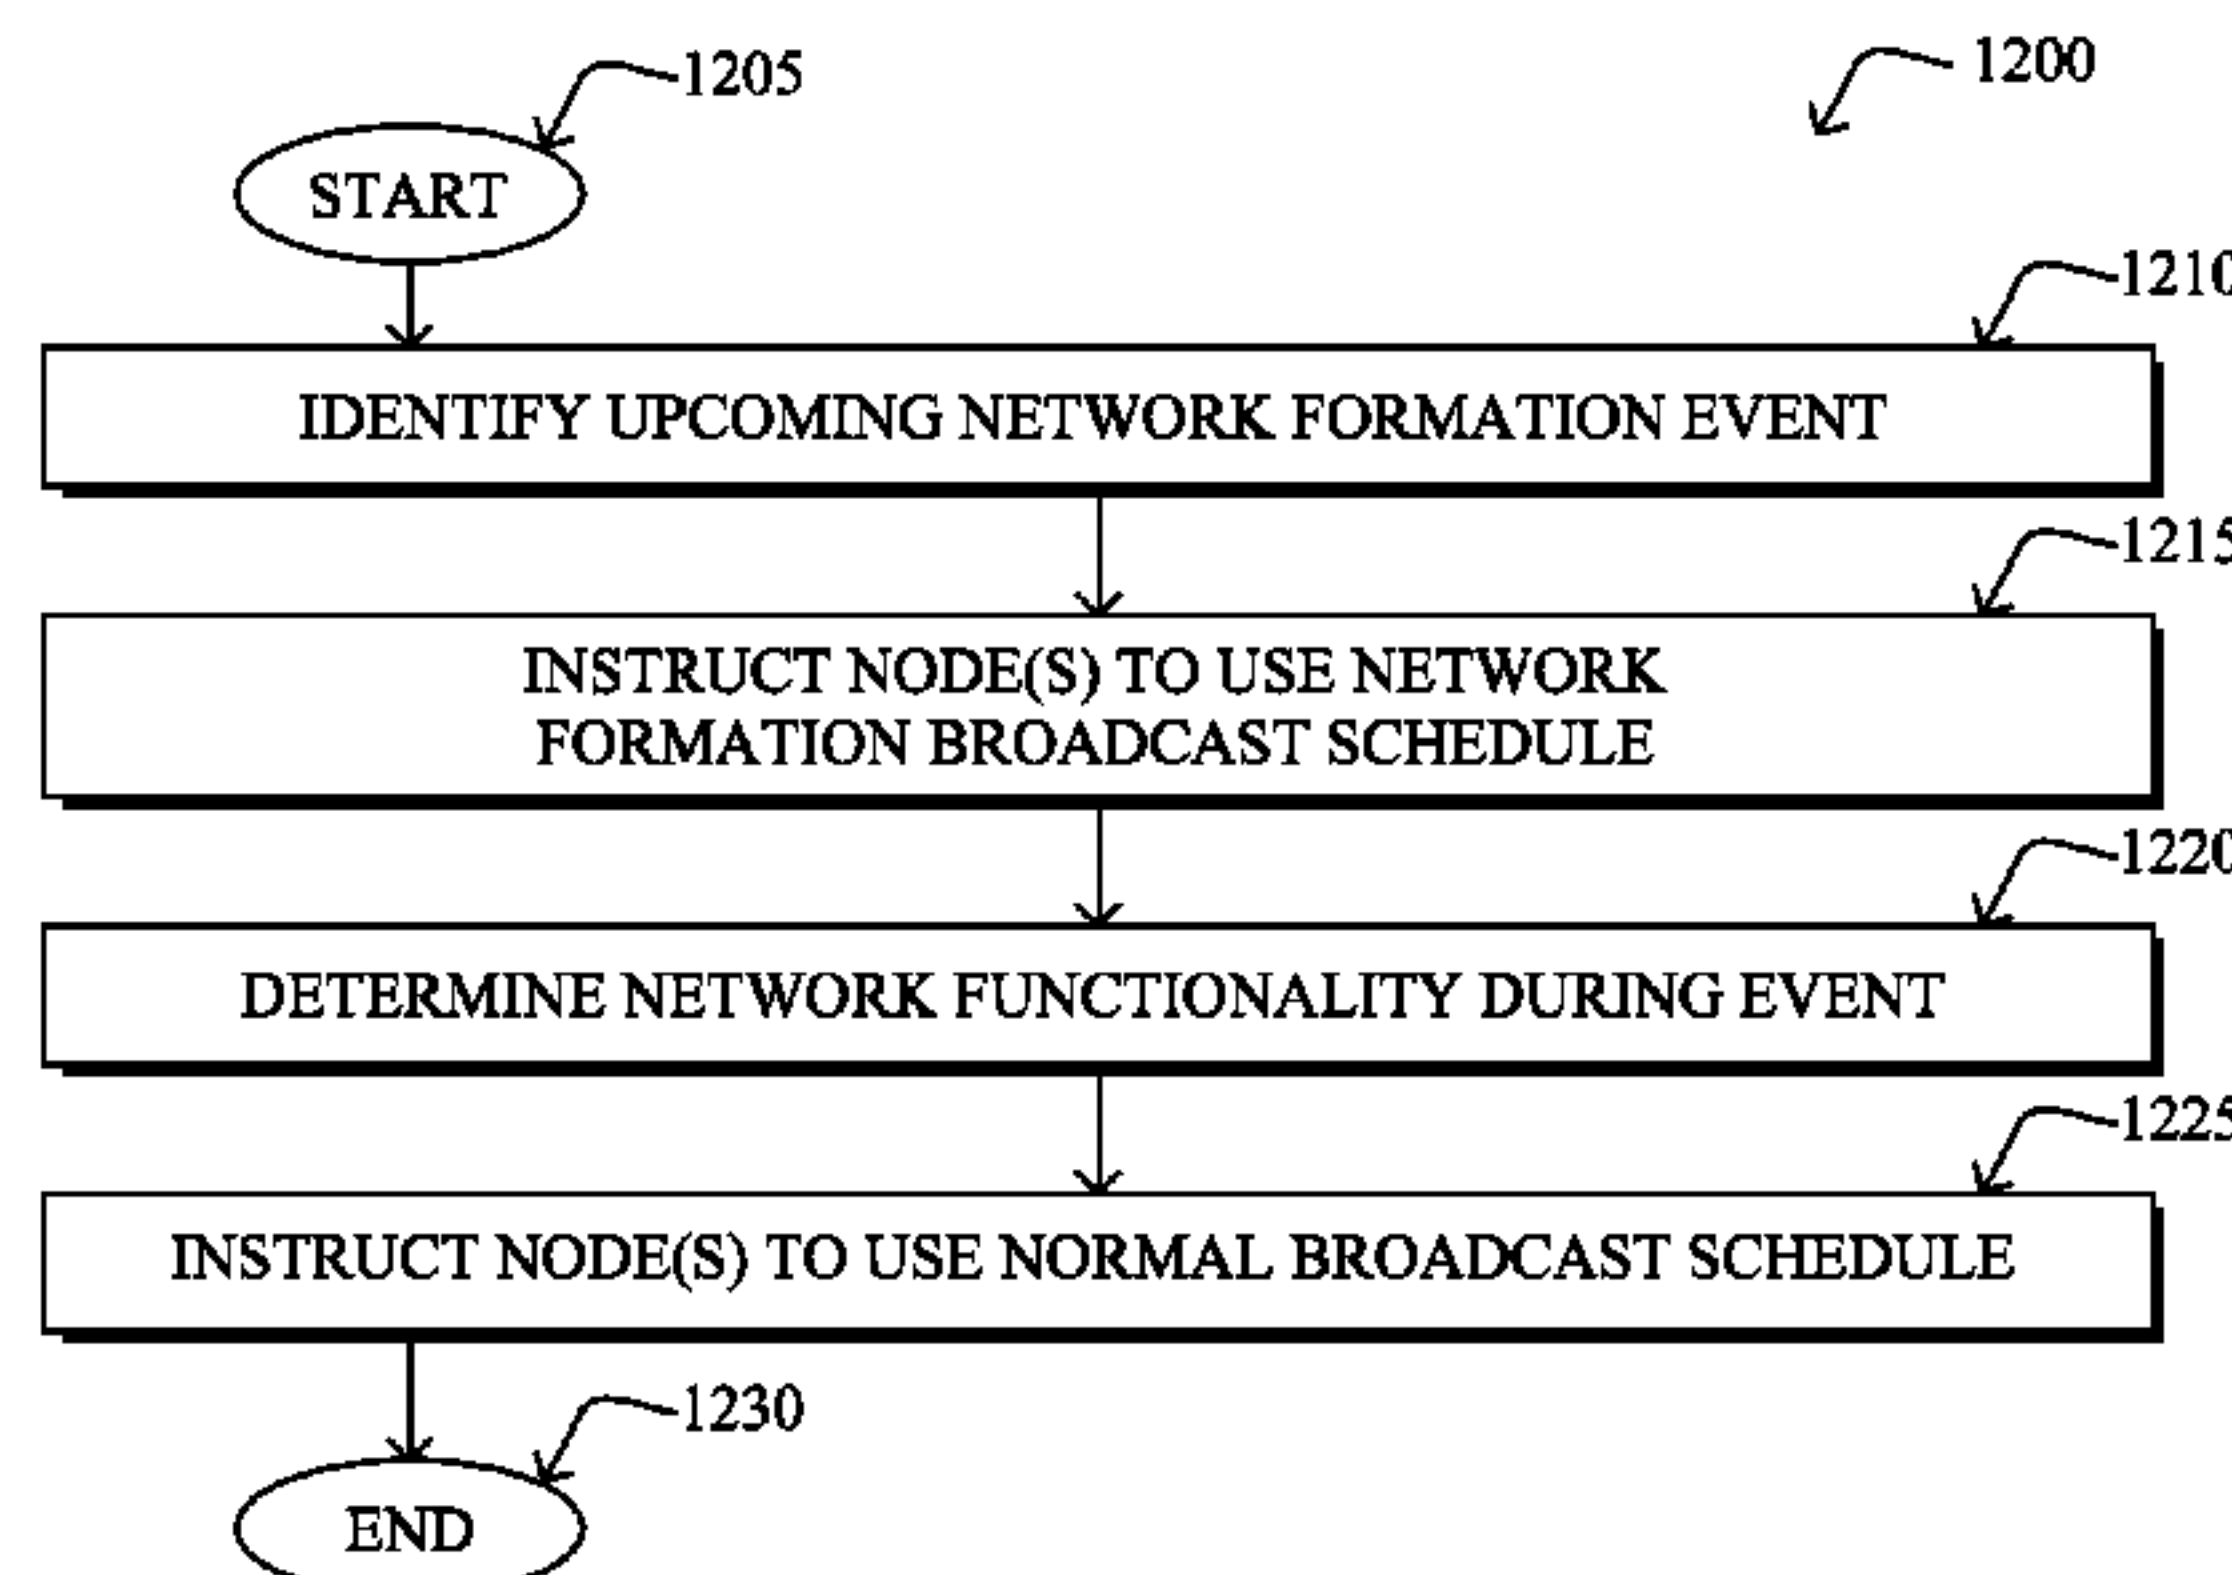 1205
1200
START
1210
IDENTIFY UPCOMING NETWORK FORMATION EVENT
1215
INSTRUCT NODE(S) TO USE NETWORK
FORMATION BROADCAST SCHEDULE
1220
DETERMINE NETWORK FUNCTIONALITY DURING EVENT
1225
INSTRUCT NODE(S) TO USE NORMAL BROADCAST SCHEDULE
1230
END